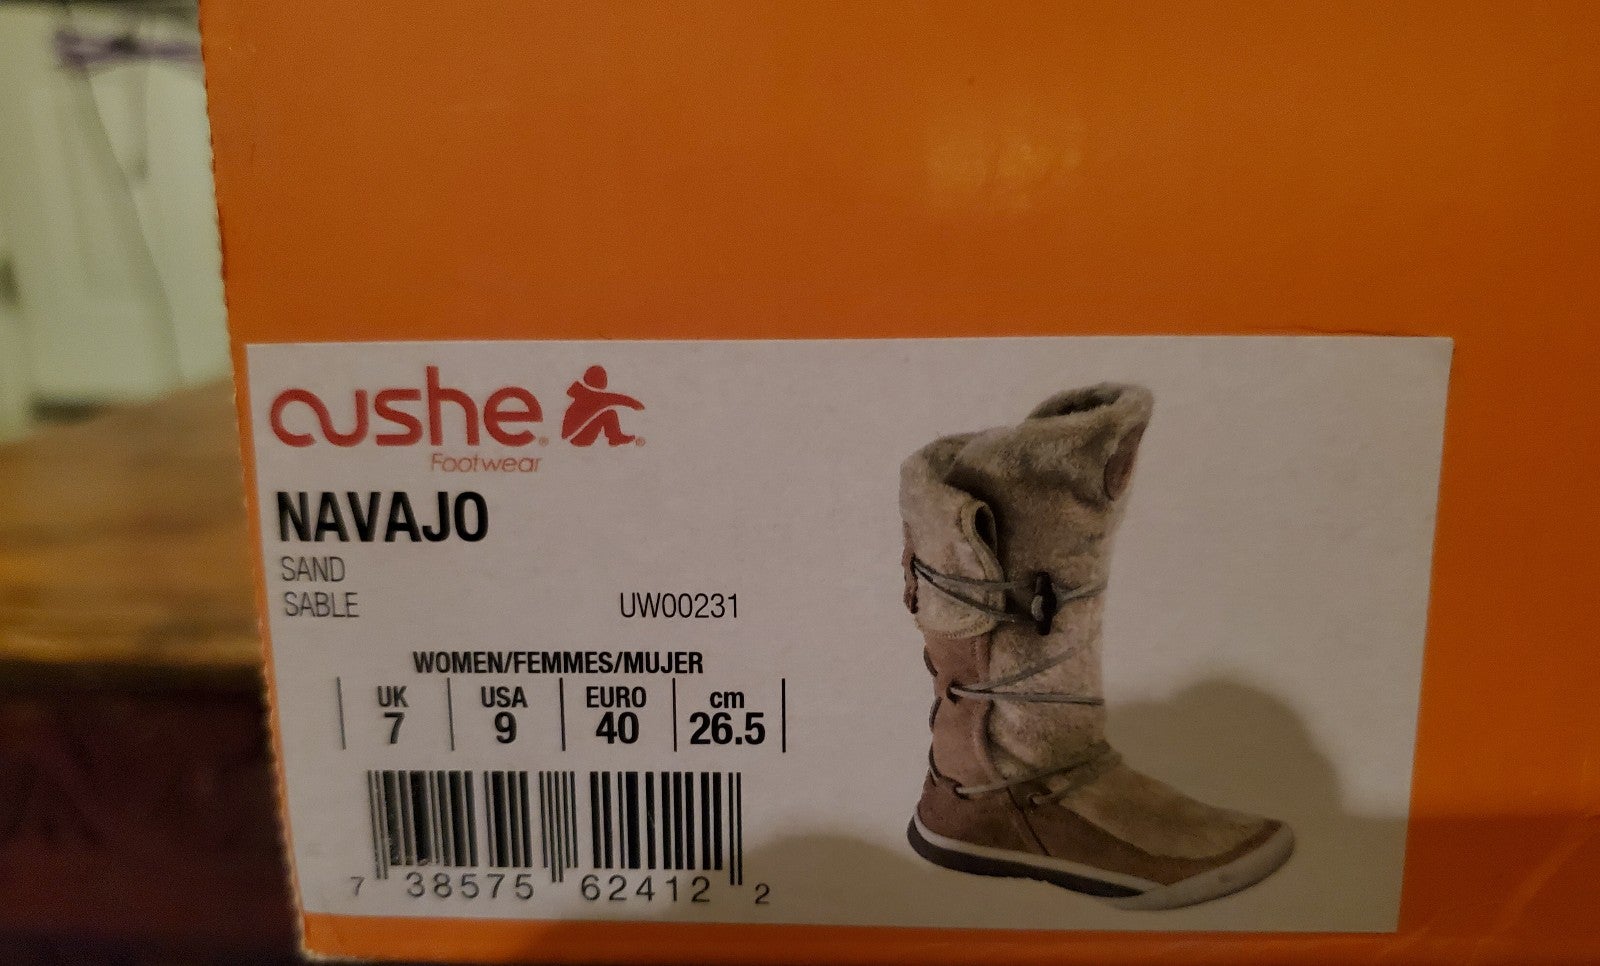 cushe®
Footwear
NAVAJO
SAND
SABLE
UW00231
WOMEN/FEMMES/MUJER
UK USA EURO cm
7 9 40 26.5
7 38575 62412 2